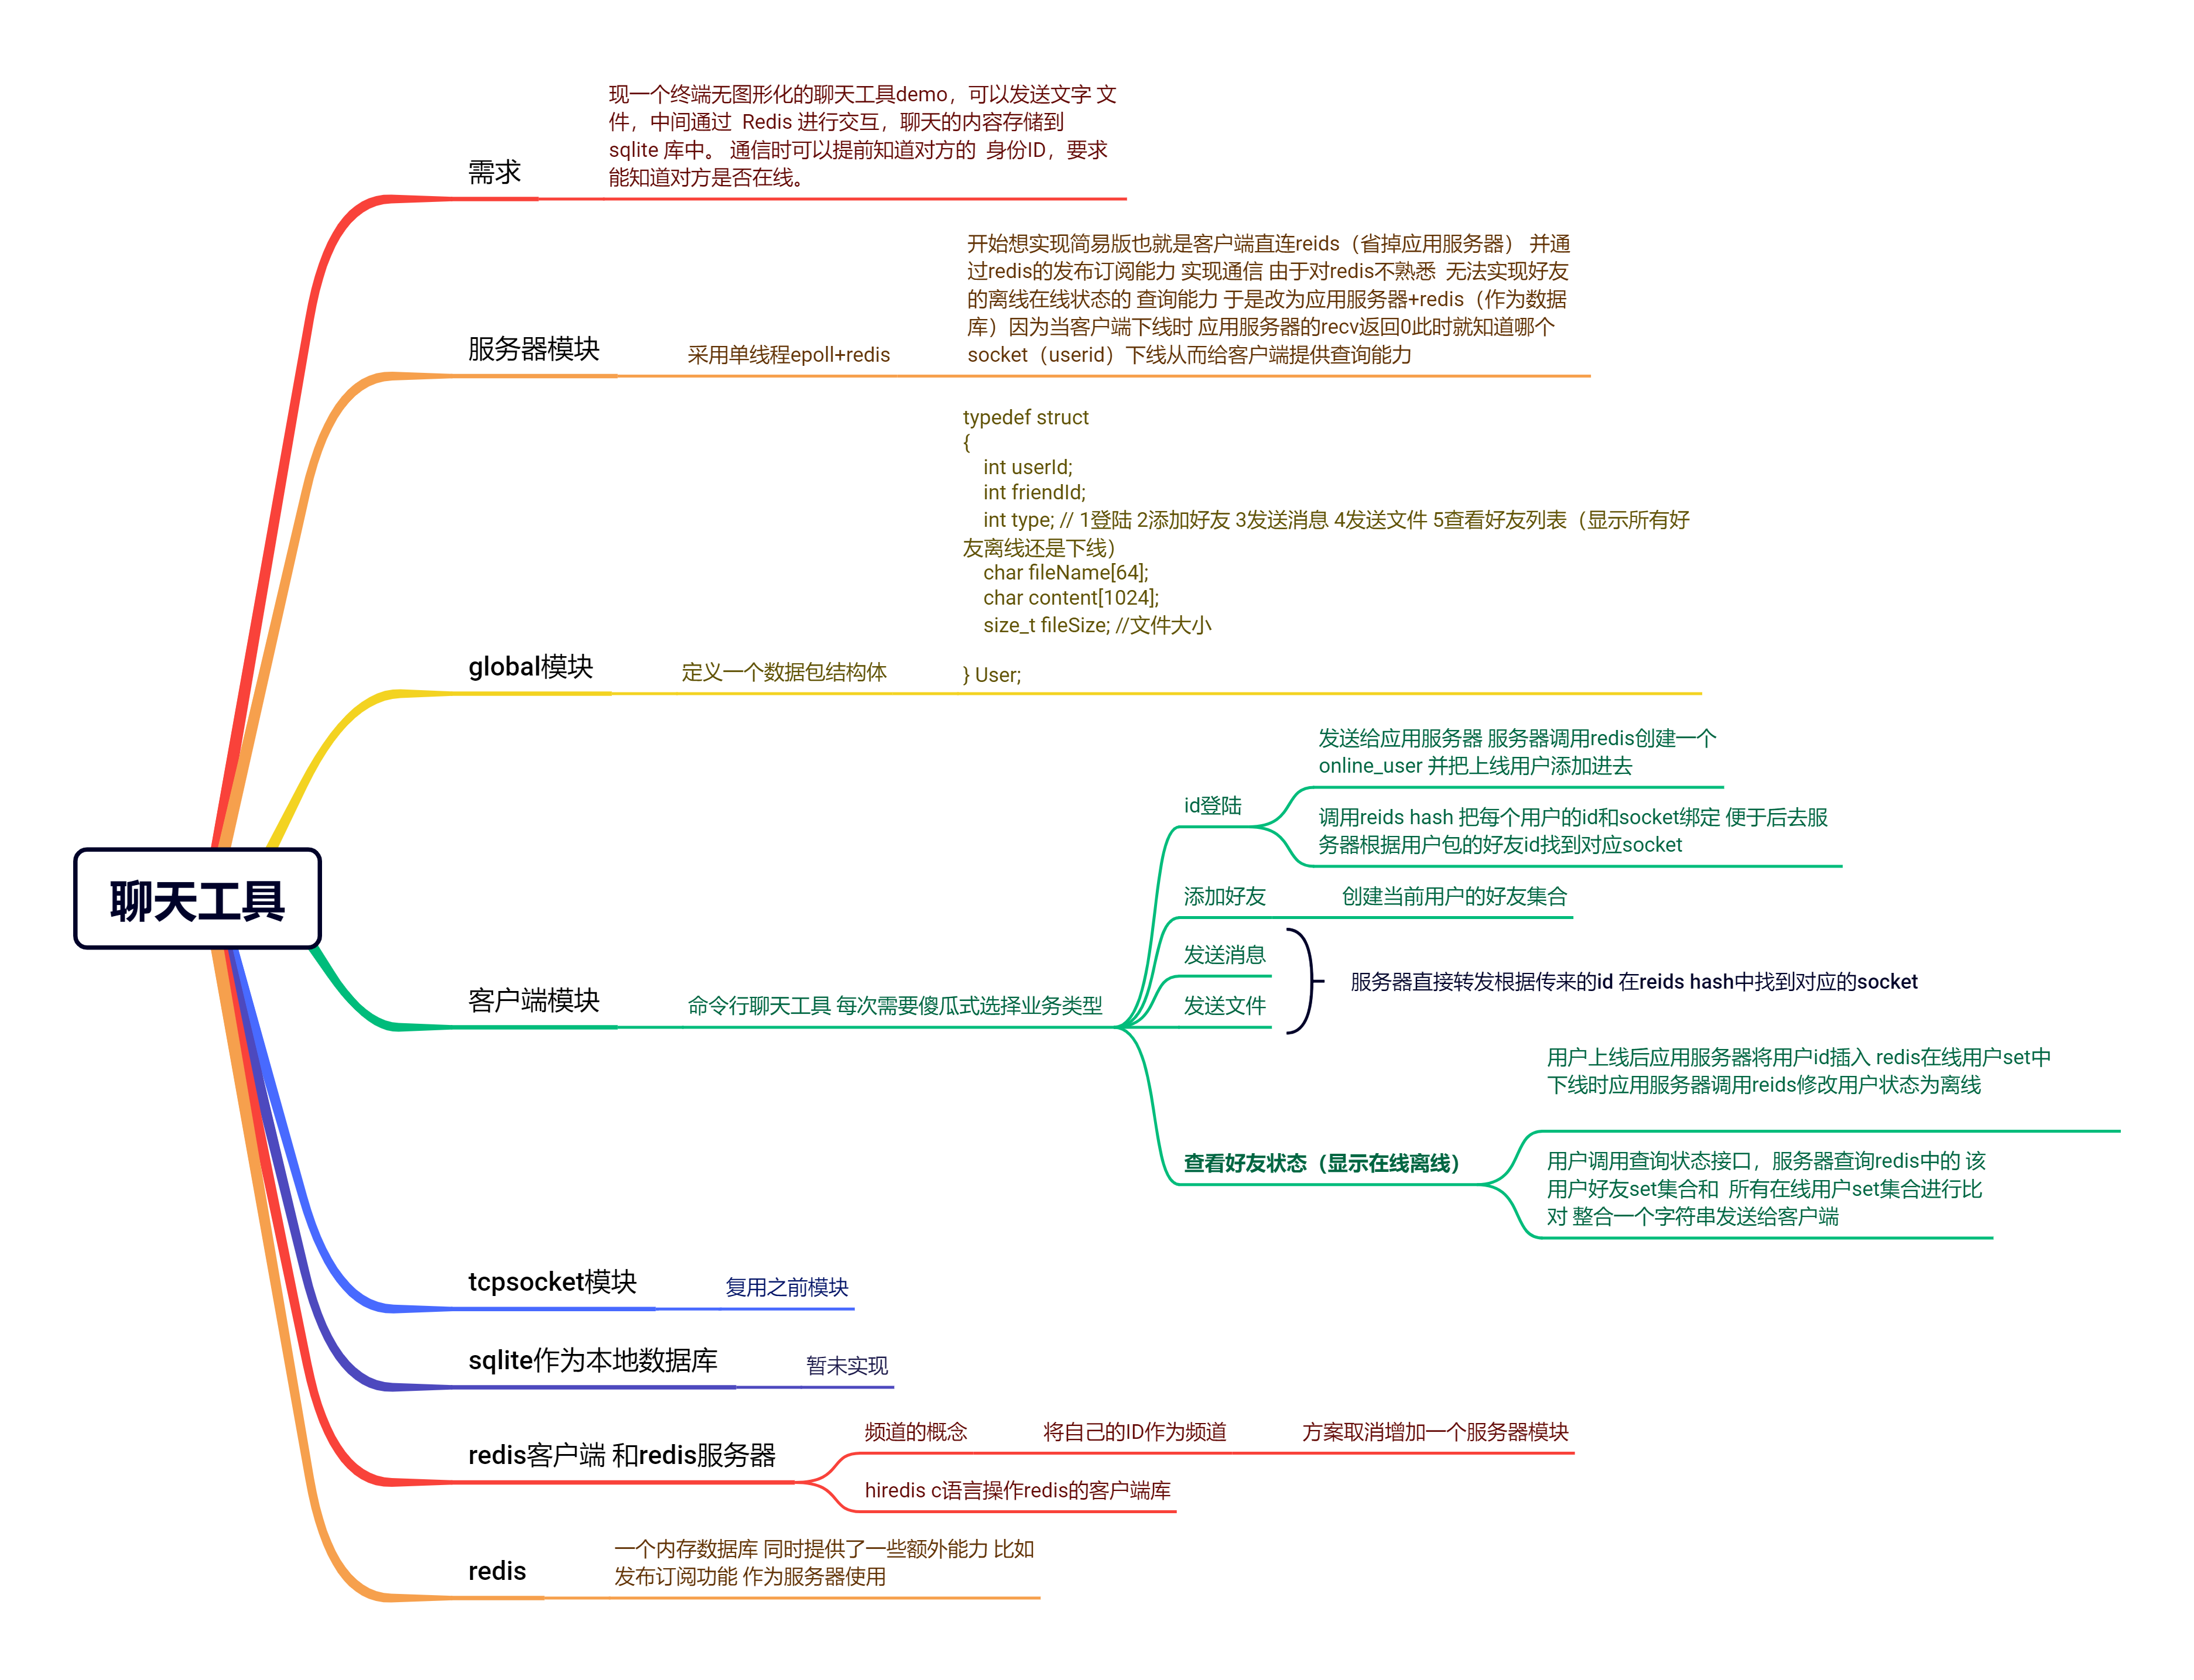 聊天工具
需求
现一个终端无图形化的聊天工具demo，可以发送文字 文
件，中间通过  Redis 进行交互，聊天的内容存储到
sqlite 库中。 通信时可以提前知道对方的  身份ID，要求
能知道对方是否在线。
服务器模块
采用单线程epoll+redis
开始想实现简易版也就是客户端直连reids（省掉应用服务器） 并通
过redis的发布订阅能力 实现通信 由于对redis不熟悉  无法实现好友
的离线在线状态的 查询能力 于是改为应用服务器+redis（作为数据
库）因为当客户端下线时 应用服务器的recv返回0此时就知道哪个
socket（userid）下线从而给客户端提供查询能力
global模块
定义一个数据包结构体
typedef struct
{
    int userId;
    int friendId;
    int type; // 1登陆 2添加好友 3发送消息 4发送文件 5查看好友列表（显示所有好
友离线还是下线）
    char fileName[64];
    char content[1024];
    size_t fileSize; //文件大小
} User;
客户端模块
命令行聊天工具 每次需要傻瓜式选择业务类型
id登陆
发送给应用服务器 服务器调用redis创建一个
online_user 并把上线用户添加进去
调用reids hash 把每个用户的id和socket绑定 便于后去服
务器根据用户包的好友id找到对应socket
添加好友
创建当前用户的好友集合
发送消息
发送文件
服务器直接转发根据传来的id 在reids hash中找到对应的socket
查看好友状态（显示在线离线）
用户上线后应用服务器将用户id插入 redis在线用户set中
下线时应用服务器调用reids修改用户状态为离线
用户调用查询状态接口，服务器查询redis中的 该
用户好友set集合和  所有在线用户set集合进行比
对 整合一个字符串发送给客户端
tcpsocket模块
复用之前模块
sqlite作为本地数据库
暂未实现
redis客户端 和redis服务器
频道的概念
将自己的ID作为频道
方案取消增加一个服务器模块
hiredis c语言操作redis的客户端库
redis
一个内存数据库 同时提供了一些额外能力 比如
发布订阅功能 作为服务器使用